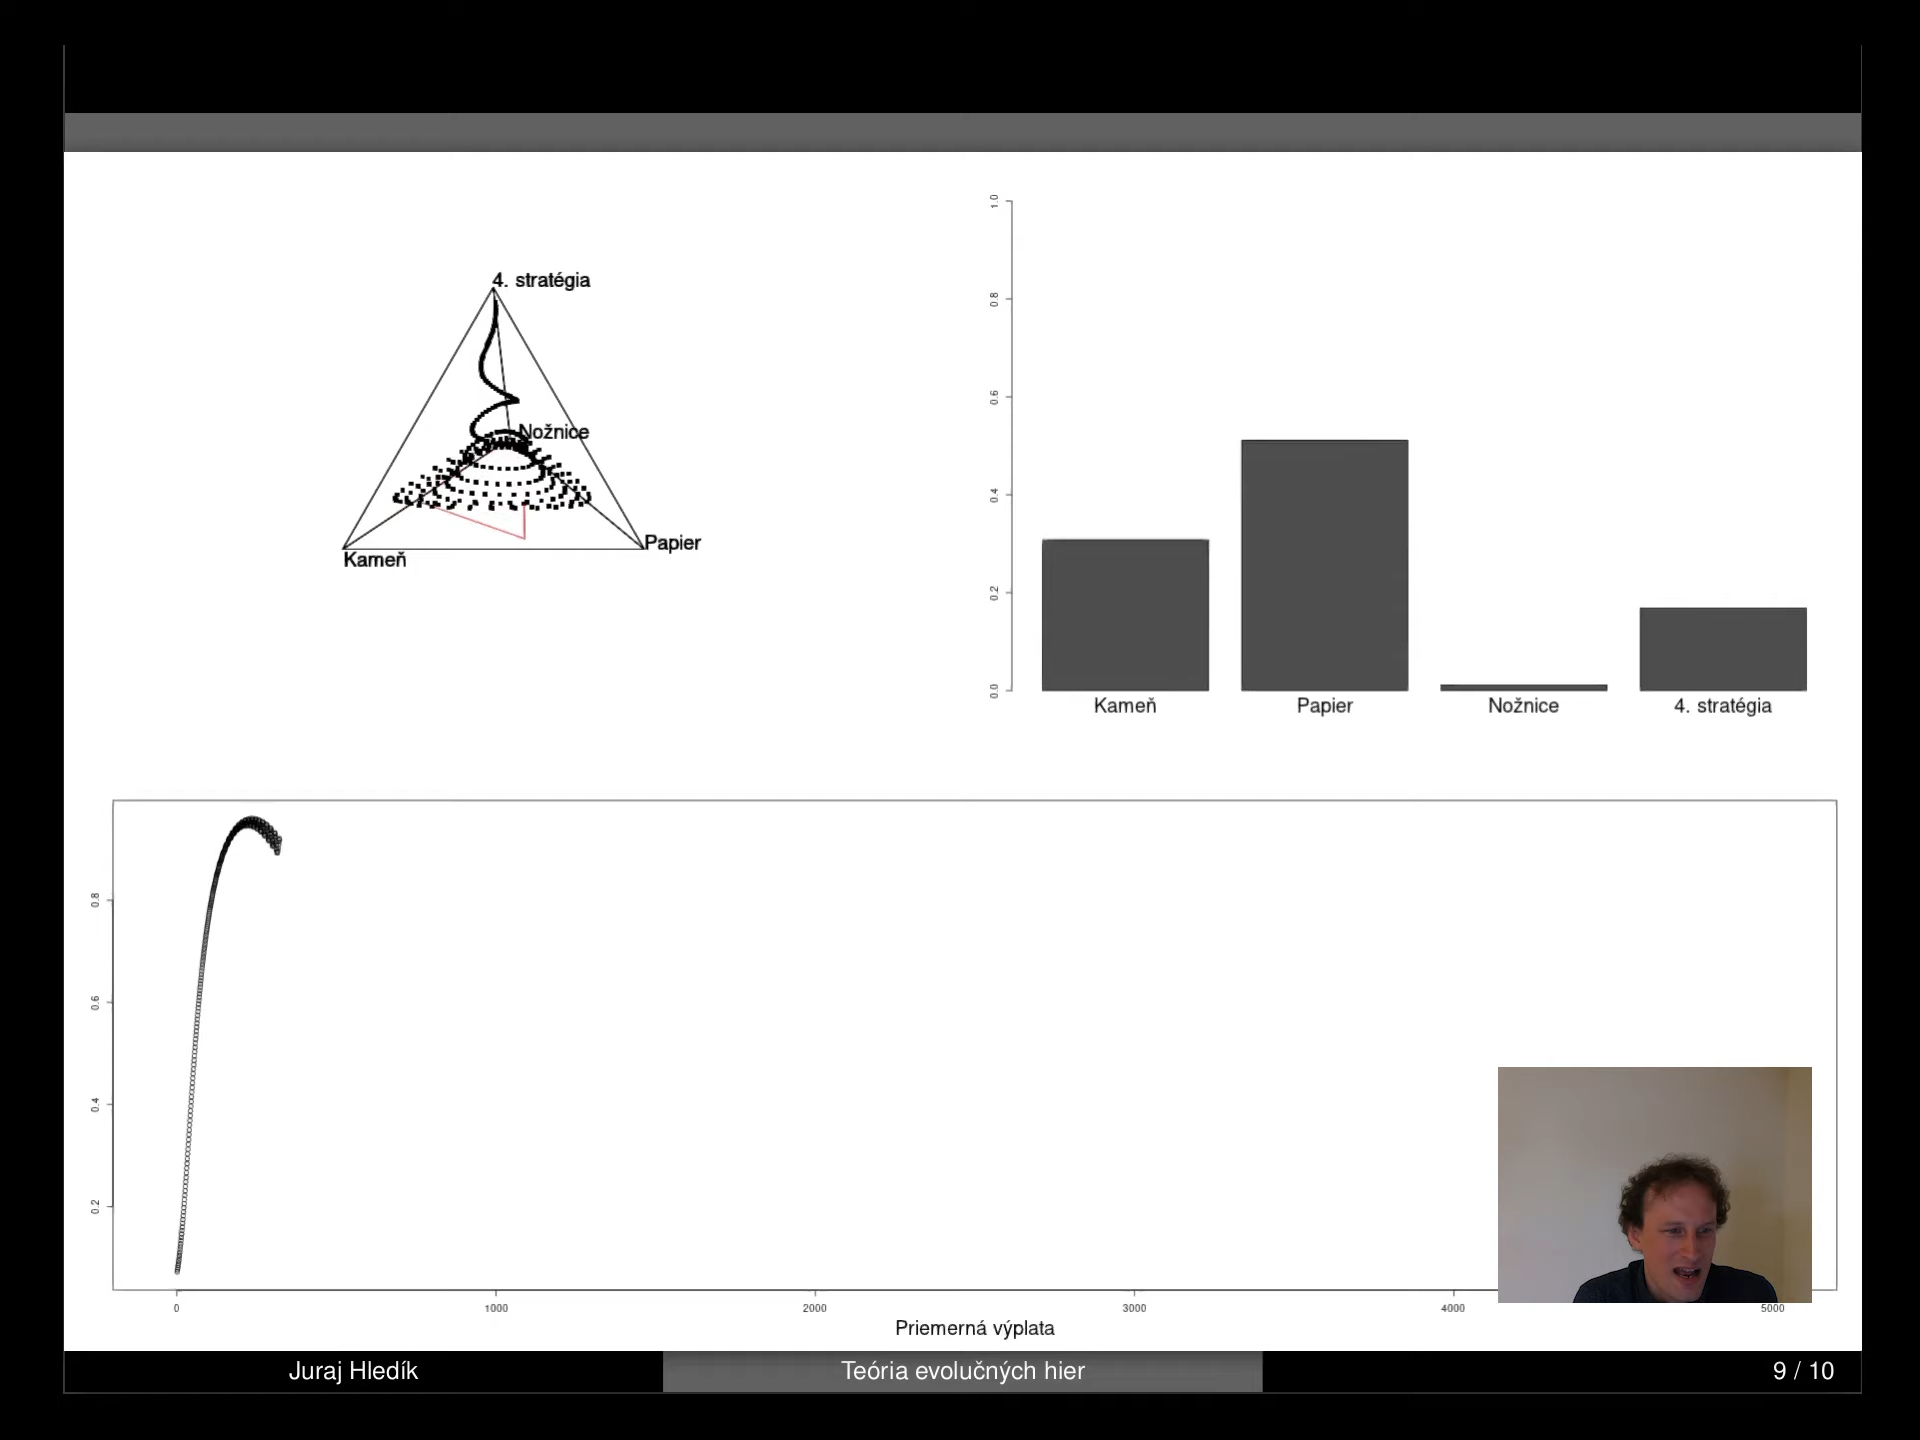 4. stratégia
Nožnice
Papier
Kameň
1.0
0.8
0.6
0.4
0.2
0.0
Kameň Papier Nožnice 4. stratégia
0.8
0.6
0.4
0.2
0 1000 2000 3000 4000 5000
Priemerná výplata
Juraj Hledík Teória evolučných hier 9 / 10